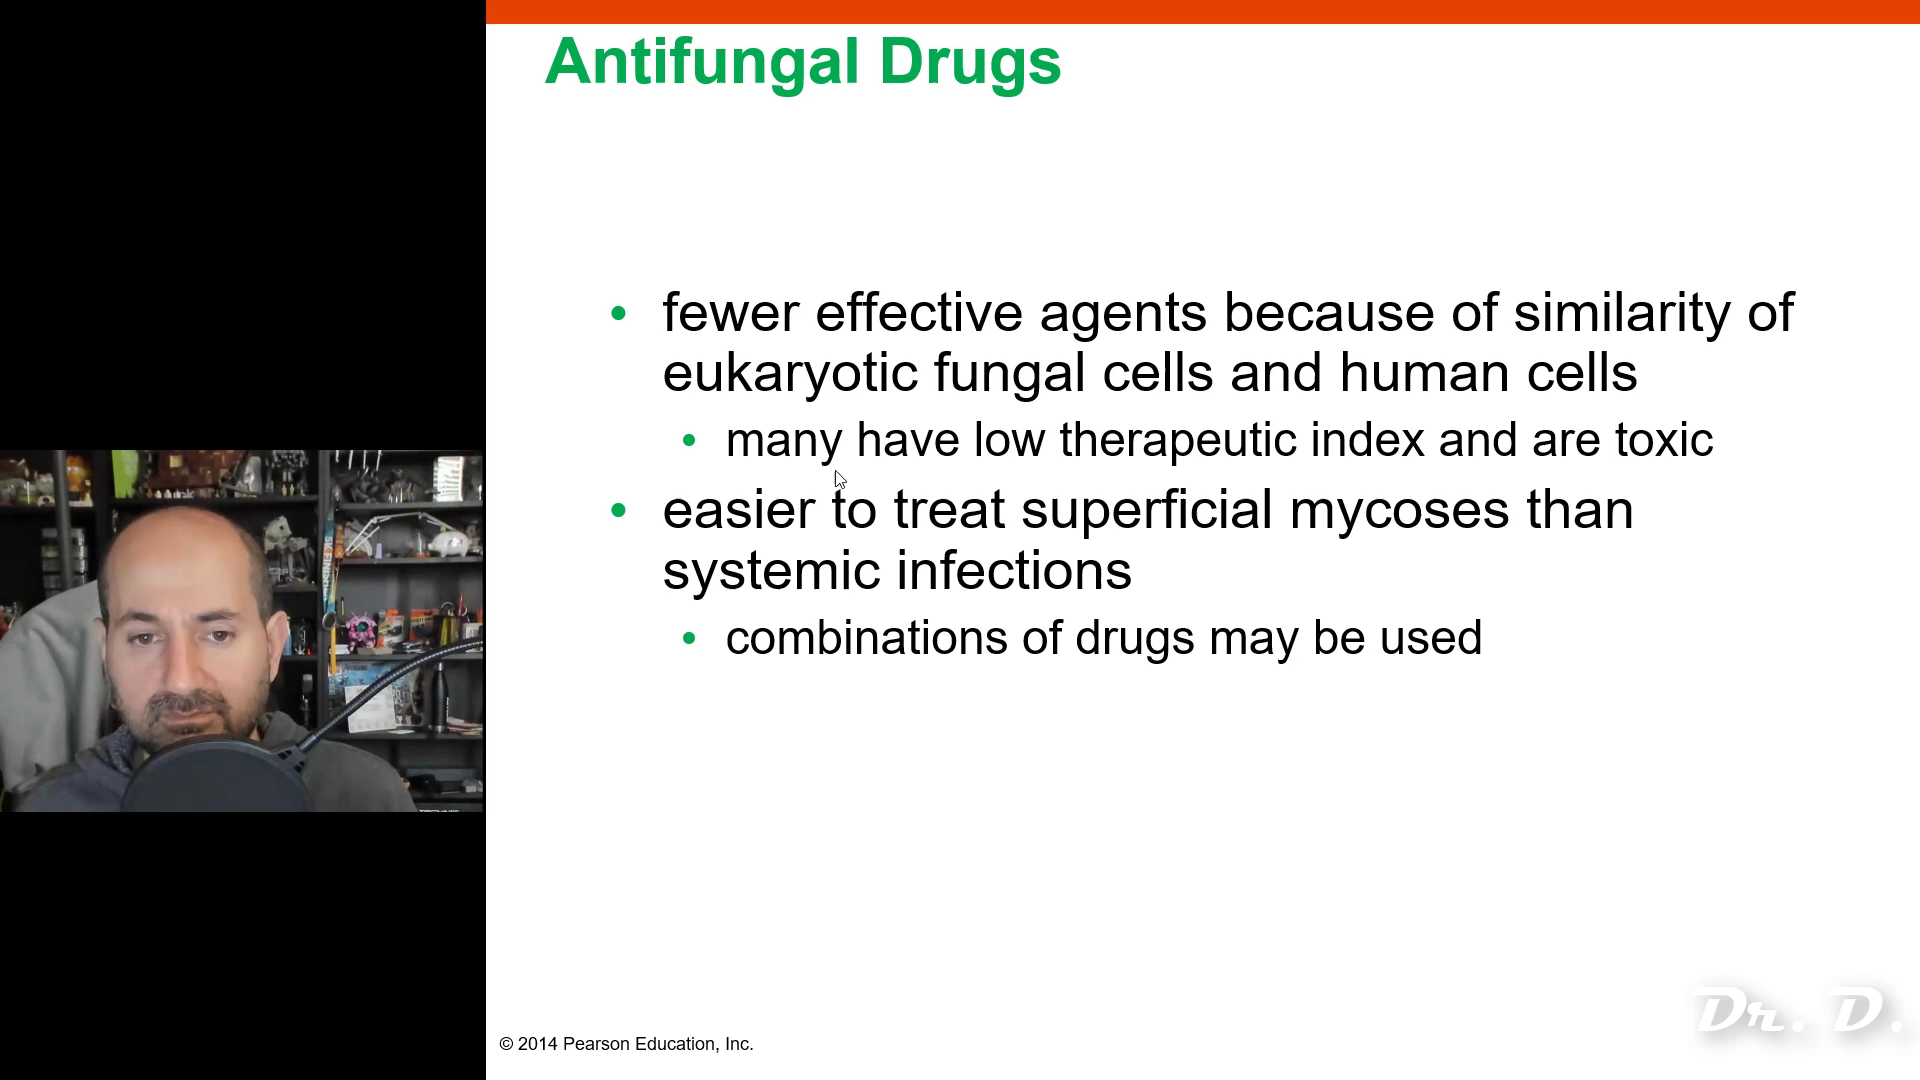 Antifungal Drugs
• fewer effective agents because of similarity of
eukaryotic fungal cells and human cells
• many have low therapeutic index and are toxic
• easier to treat superficial mycoses than
systemic infections
• combinations of drugs may be used
© 2014 Pearson Education, Inc.
Dr. D.